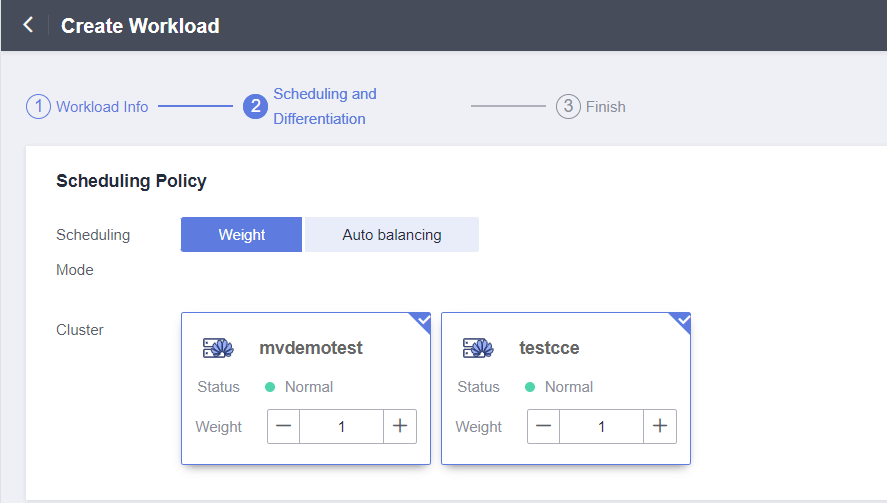 Create Workload
1 Workload Info
2 Scheduling and
Differentiation
3 Finish
Scheduling Policy
Scheduling
Mode
Weight Auto balancing
Cluster
mvdemotest testcce
Status Normal Status Normal
Weight — 1 + Weight — 1 +